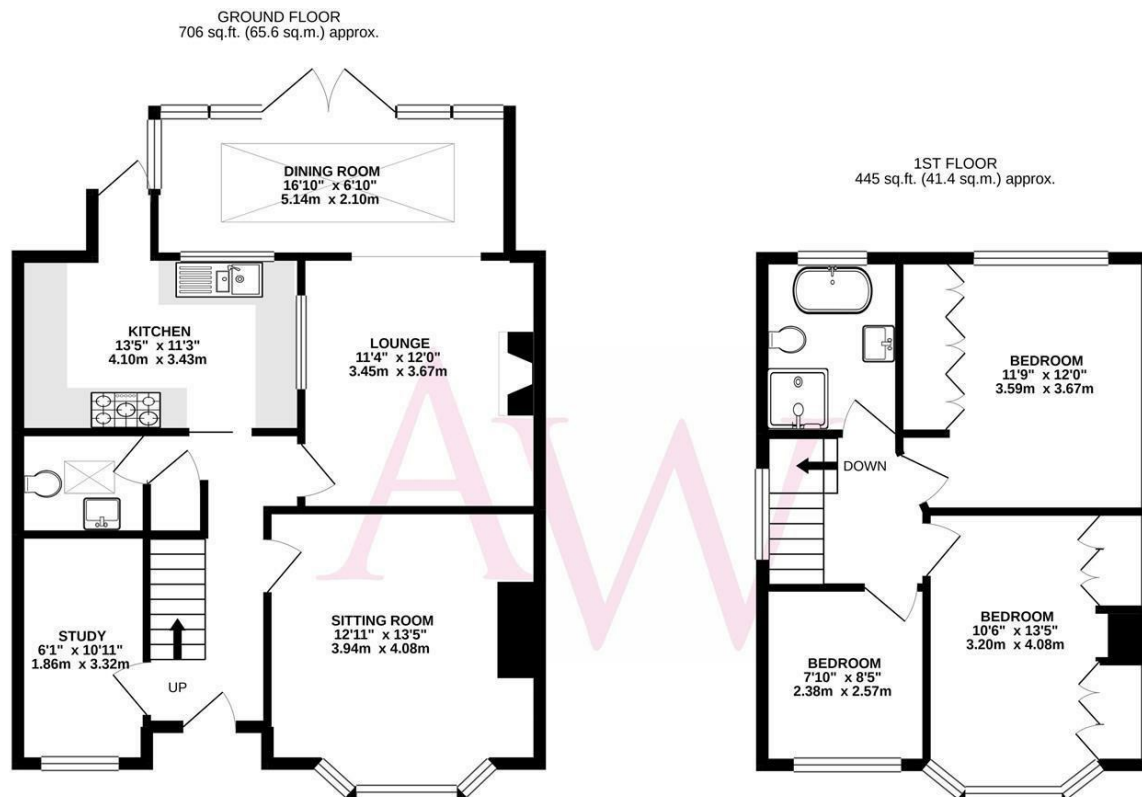 GROUND FLOOR
706 sq.ft. (65.6 sq.m.) approx.
DINING ROOM
16'10" x 6'10"
5.14m x 2.10m
KITCHEN
13'5" x 11'3"
4.10m x 3.43m
LOUNGE
11'4" x 12'0"
3.45m x 3.67m
STUDY
6'1" x 10'11"
1.86m x 3.32m
UP
SITTING ROOM
12'11" x 13'5"
3.94m x 4.08m
AW
1ST FLOOR
445 sq.ft. (41.4 sq.m.) approx.
BEDROOM
11'9" x 12'0"
3.59m x 3.67m
DOWN
BEDROOM
10'6" x 13'5"
3.20m x 4.08m
BEDROOM
7'10" x 8'5"
2.38m x 2.57m